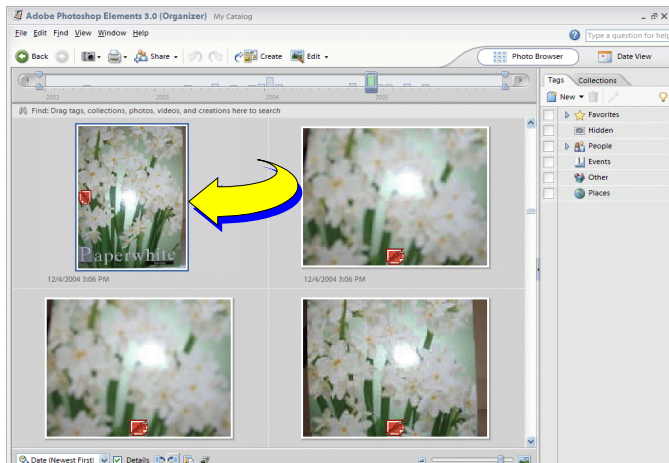 Adobe Photoshop Elements 3.0 (Organizer) My Catalog
File Edit Find View Window Help
Type a question for help
Back Share Create Edit Photo Browser Date View
2002 2003 2004 2005
Tags Collections
New
Find: Drag tags, collections, photos, videos, and creations here to search
Favorites
Hidden
People
Events
Other
Places
Paperwhite
12/4/2004 3:06 PM 12/4/2004 3:06 PM
Date (Newest First) Details